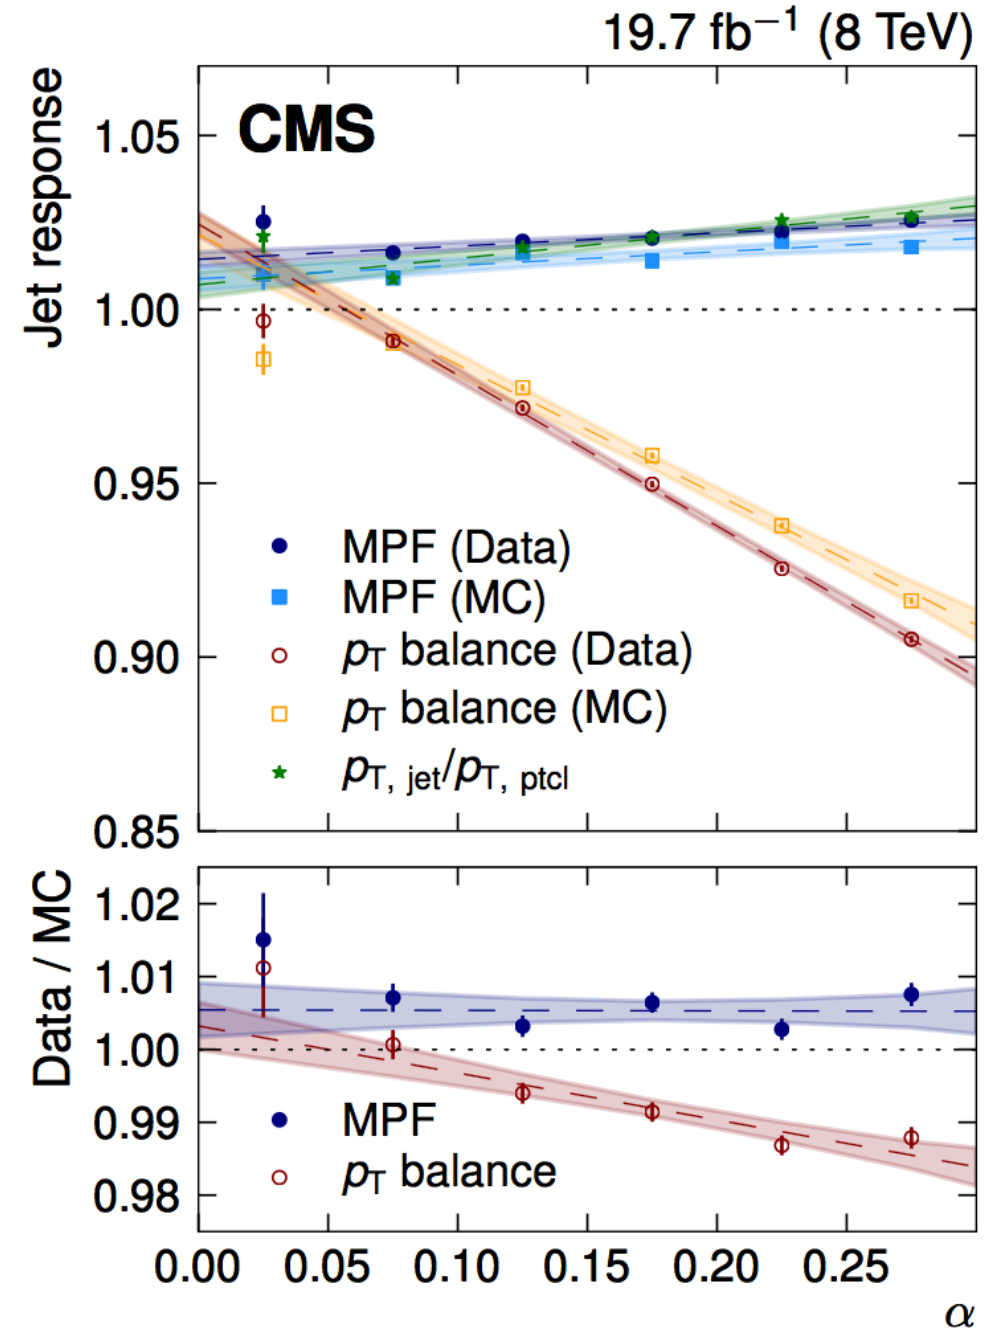 19.7 fb⁻¹ (8 TeV)
CMS
Jet response
1.05
1.00
0.95
0.90
0.85
MPF (Data)
MPF (MC)
pT balance (Data)
pT balance (MC)
pT, jet/pT, ptcl
Data / MC
1.02
1.01
1.00
0.99
0.98
MPF
pT balance
0.00 0.05 0.10 0.15 0.20 0.25
α